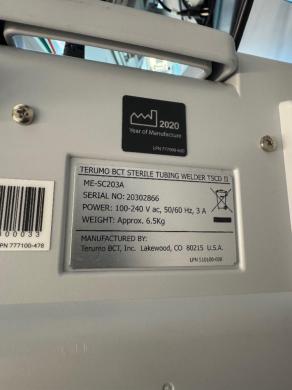 2020
Year of Manufacture
TERUMO BCT STERILE TUBING WELDER TSCD II
ME-SC203A
SERIAL NO: 20302866
POWER: 100-240 V ac, 50/60 Hz, 3 A
WEIGHT: Approx. 6.5Kg
MANUFACTURED BY:
Terumo BCT, Inc. Lakewood, CO 80215 U.S.A.
00033
LPN 777100-478